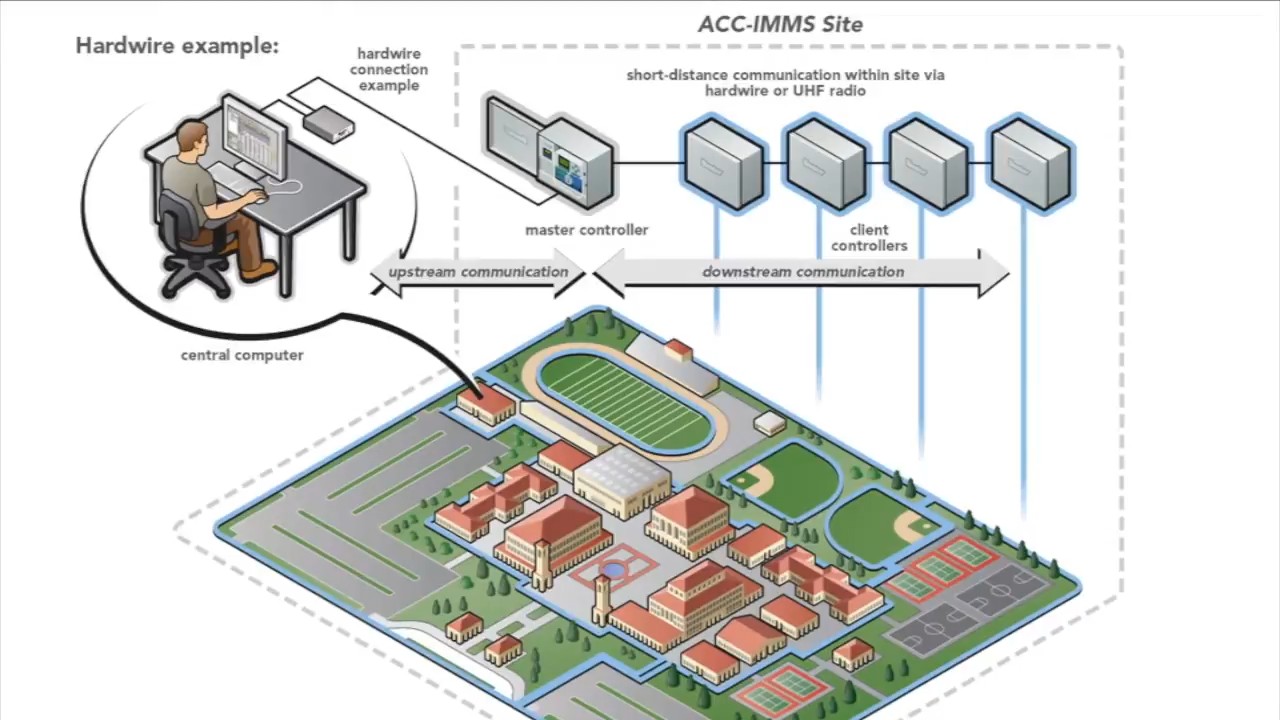 ACC-IMMS Site
Hardwire example:
hardwire
connection
example
short-distance communication within site via
hardwire or UHF radio
master controller
client
controllers
upstream communication
downstream communication
central computer